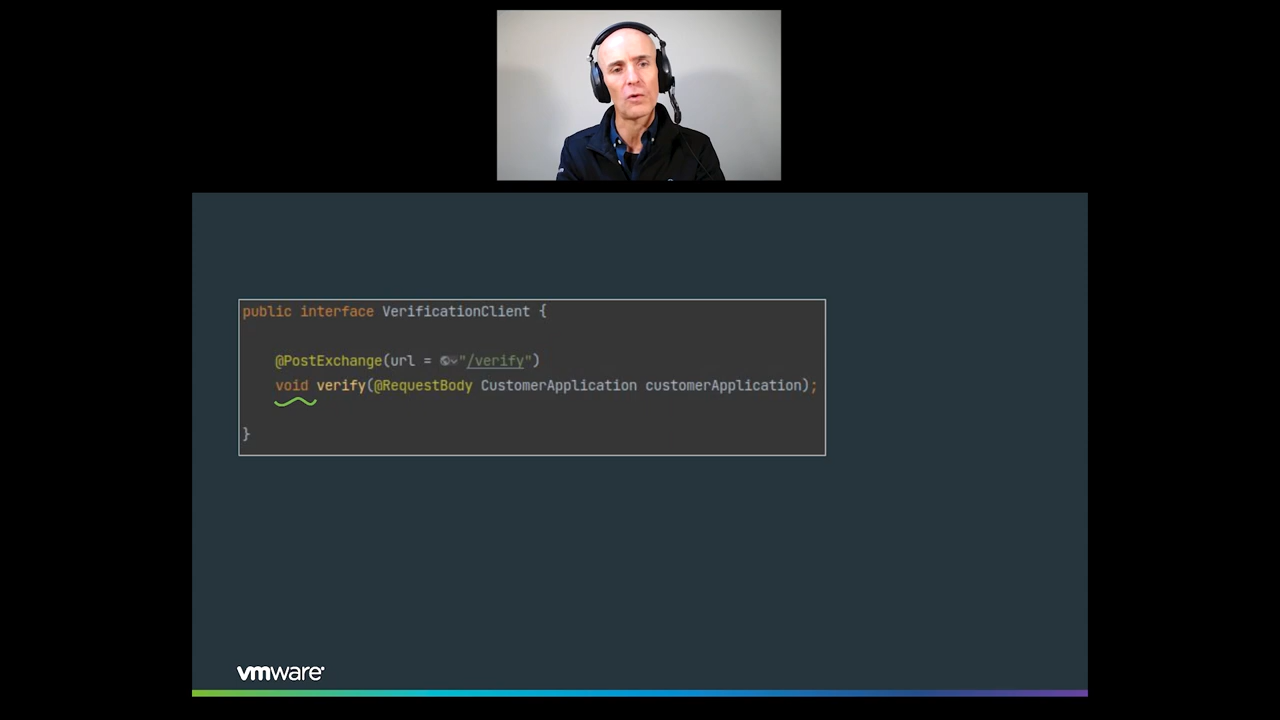 public interface VerificationClient {
@PostExchange(url = "/verify")
void verify(@RequestBody CustomerApplication customerApplication);
}
vmware